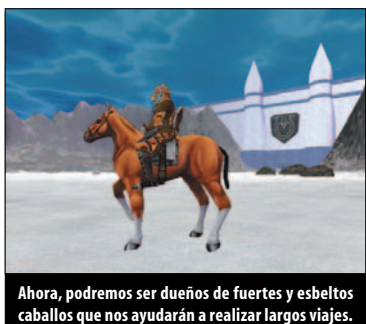 Ahora, podremos ser dueños de fuertes y esbeltos
caballos que nos ayudarán a realizar largos viajes.